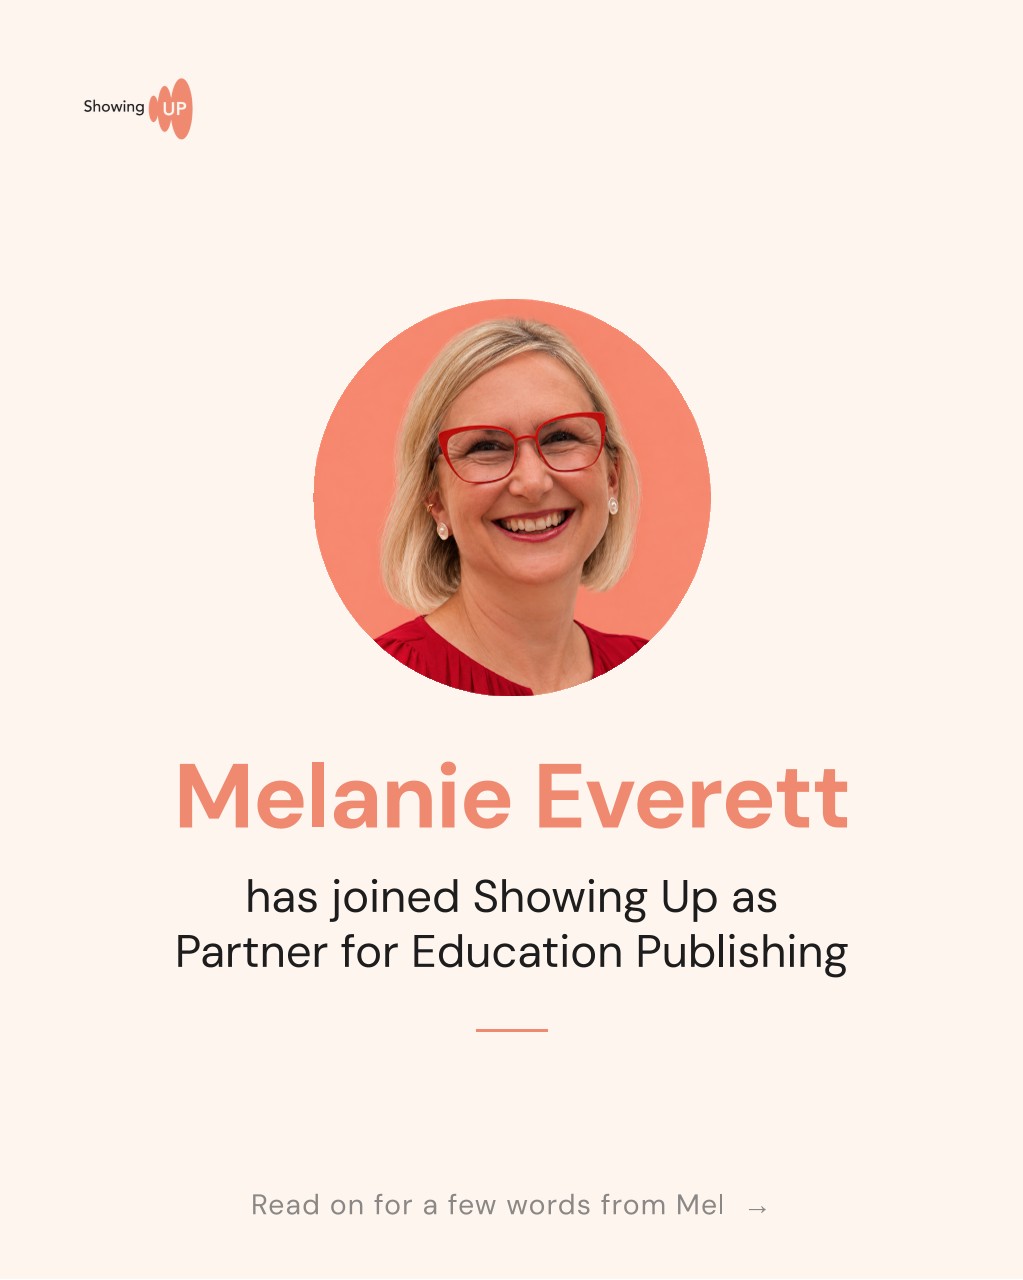 Showing UP
Melanie Everett
has joined Showing Up as
Partner for Education Publishing
Read on for a few words from Mel →